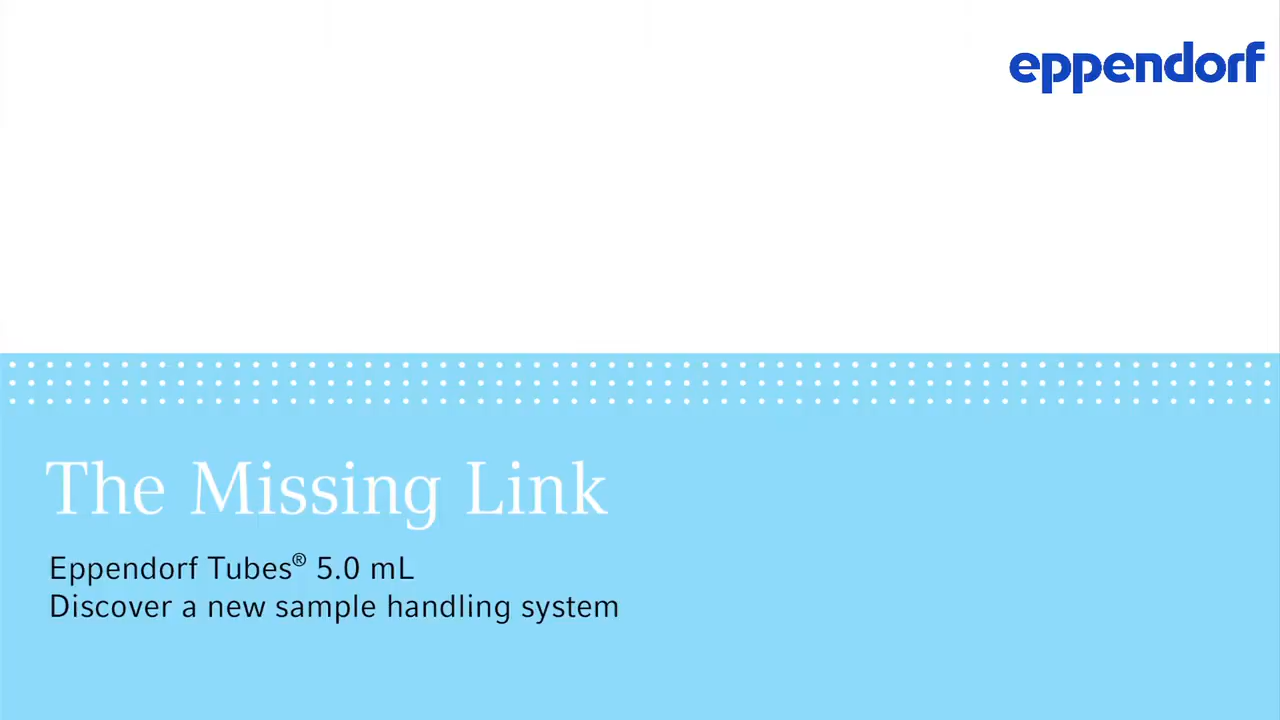 eppendorf
The Missing Link
Eppendorf Tubes® 5.0 mL
Discover a new sample handling system